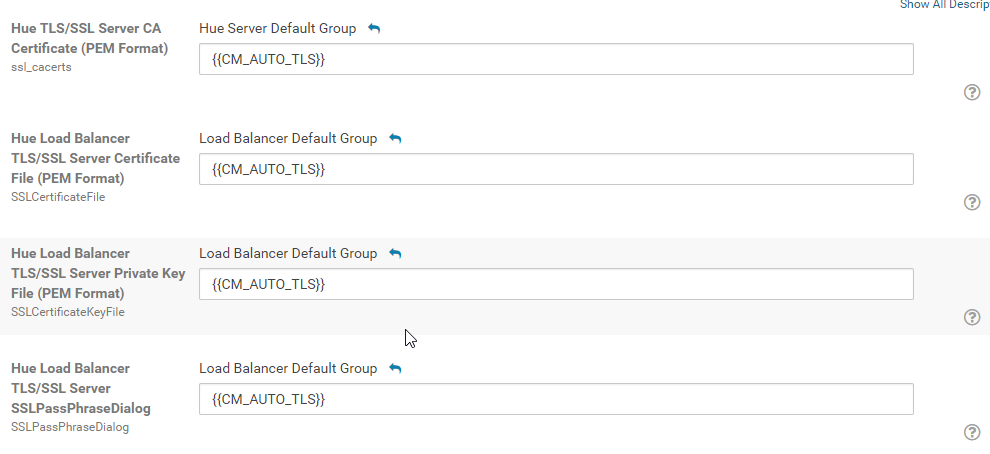 Show All Descrip
Hue TLS/SSL Server CA
Certificate (PEM Format)
ssl_cacerts
Hue Server Default Group
{{CM_AUTO_TLS}}
?
Hue Load Balancer
TLS/SSL Server Certificate
File (PEM Format)
SSLCertificateFile
Load Balancer Default Group
{{CM_AUTO_TLS}}
?
Hue Load Balancer
TLS/SSL Server Private Key
File (PEM Format)
SSLCertificateKeyFile
Load Balancer Default Group
{{CM_AUTO_TLS}}
?
Hue Load Balancer
TLS/SSL Server
SSLPassPhraseDialog
SSLPassPhraseDialog
Load Balancer Default Group
{{CM_AUTO_TLS}}
?